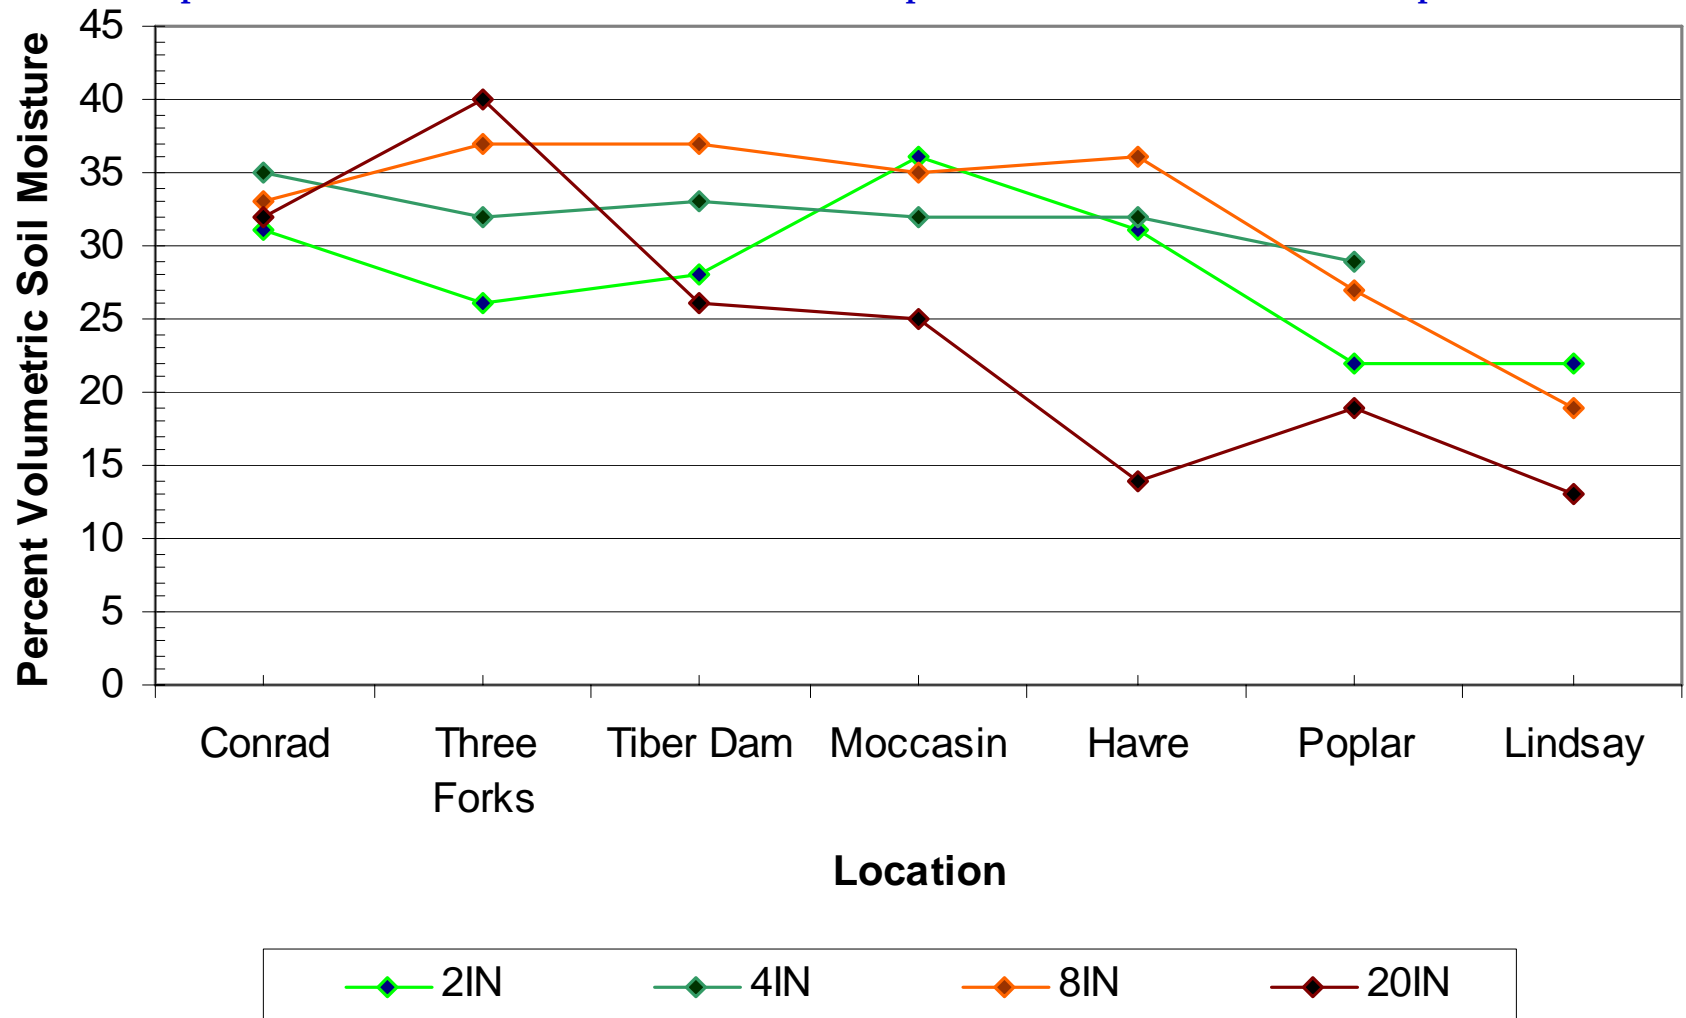 Percent Volumetric Soil Moisture
45
40
35
30
25
20
15
10
5
0
Conrad
Three
Forks
Tiber Dam
Moccasin
Havre
Poplar
Lindsay
Location
2IN
4IN
8IN
20IN